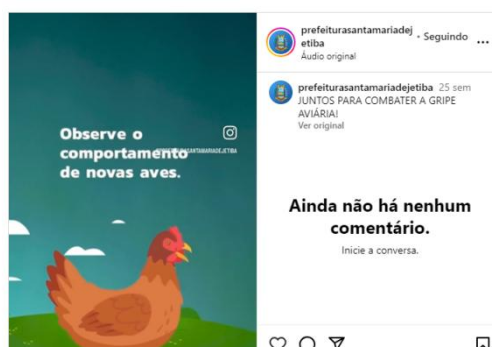 Observe o
comportamento
de novas aves.
@PREFEITURASANTAMARIADEJETIBA
prefeiturasantamariadej
etiba
• Seguindo
...
Áudio original
prefeiturasantamariadejetiba 25 sem
JUNTOS PARA COMBATER A GRIPE
AVIÁRIA!
Ver original
Ainda não há nenhum
comentário.
Inicie a conversa.